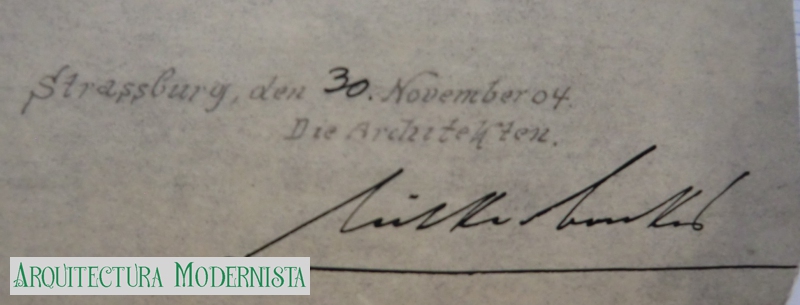 Strassburg, den 30. November 04.
Die Architekten.
ARQUITECTURA MODERNISTA